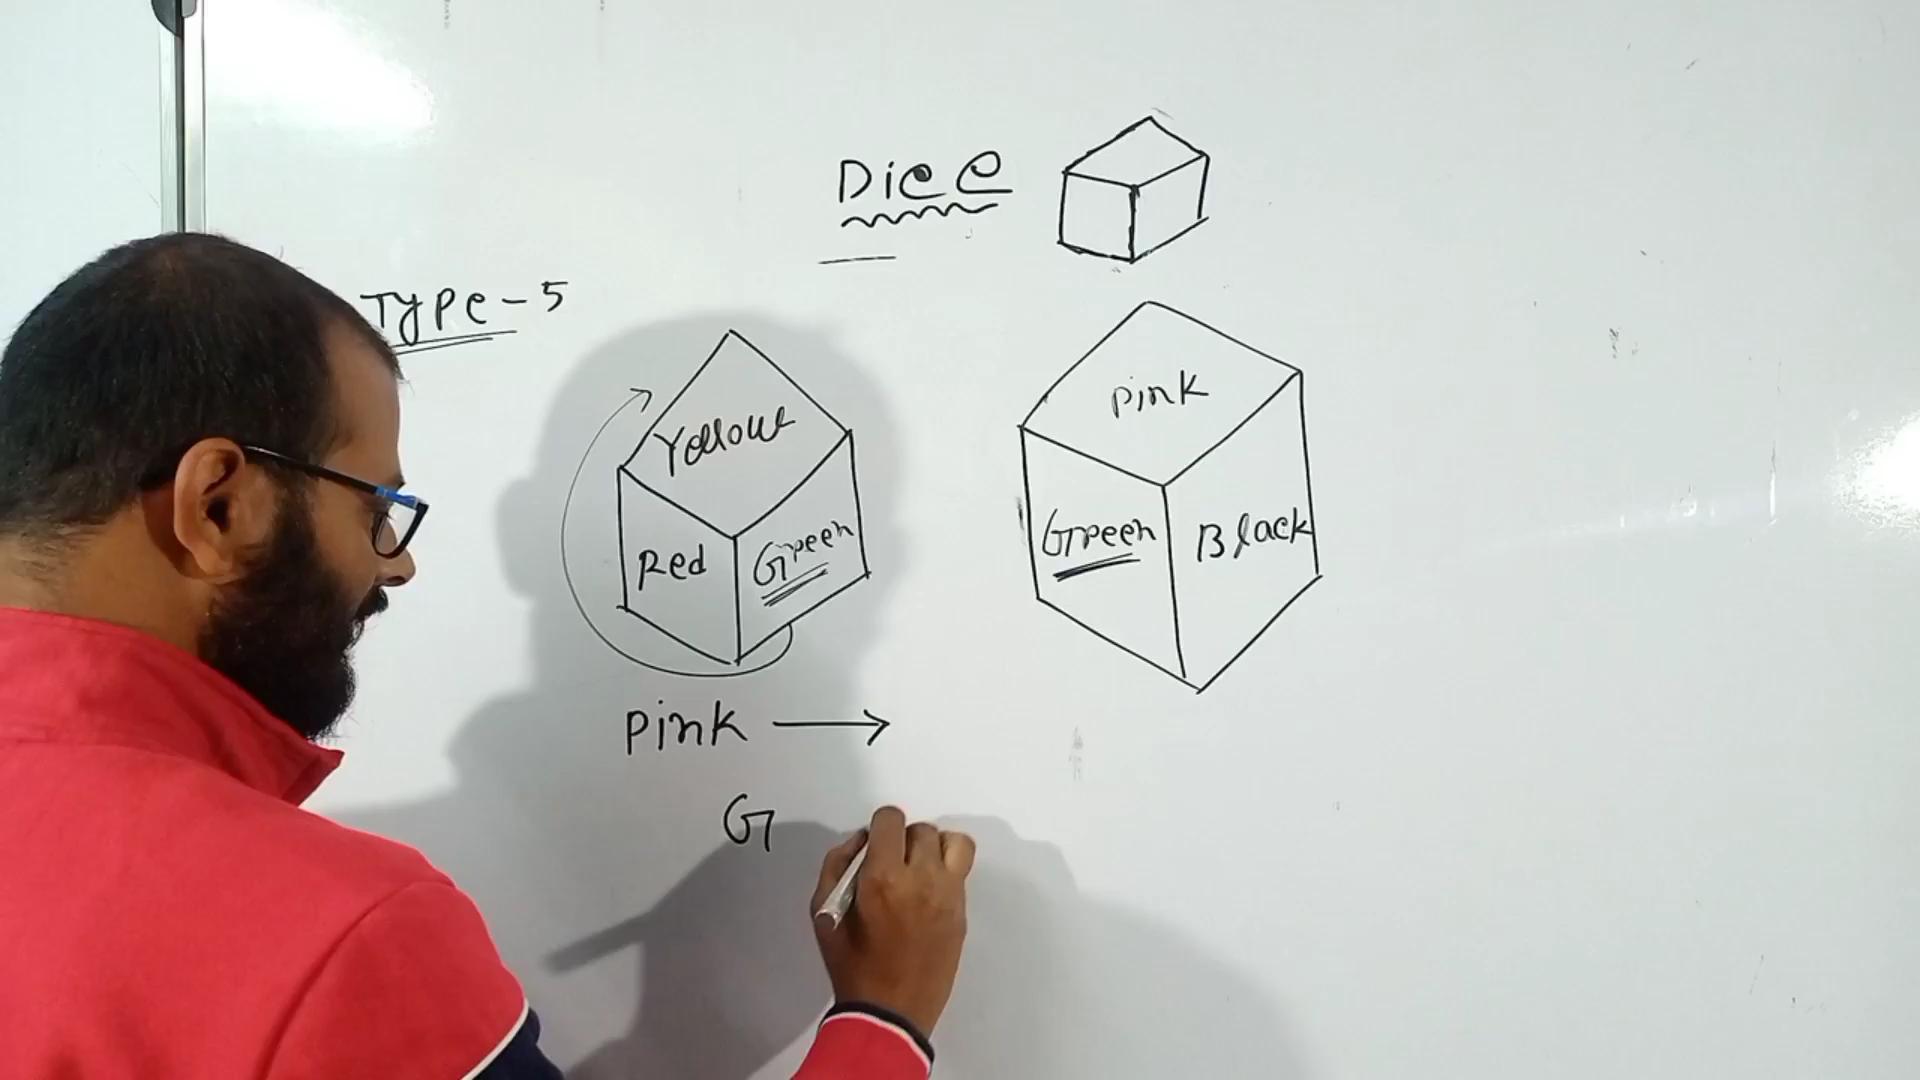 Dice
Type-5
Yellow
Red
Green
Pink
Green
Black
Pink →
G